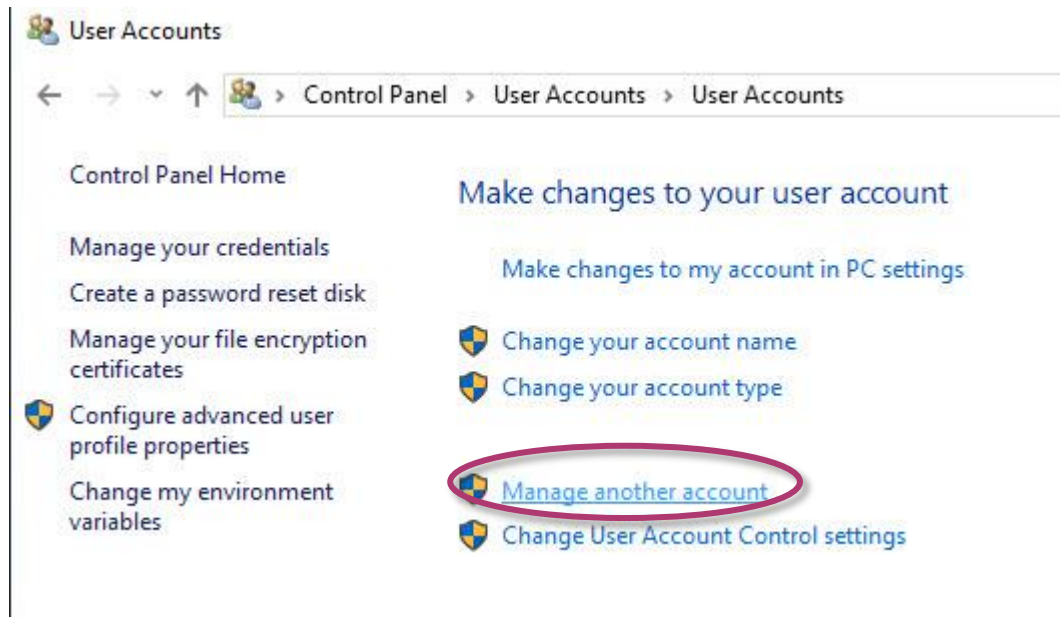 User Accounts
Control Panel > User Accounts > User Accounts
Control Panel Home
Manage your credentials
Create a password reset disk
Manage your file encryption
certificates
Configure advanced user
profile properties
Change my environment
variables
Make changes to your user account
Make changes to my account in PC settings
Change your account name
Change your account type
Manage another account
Change User Account Control settings